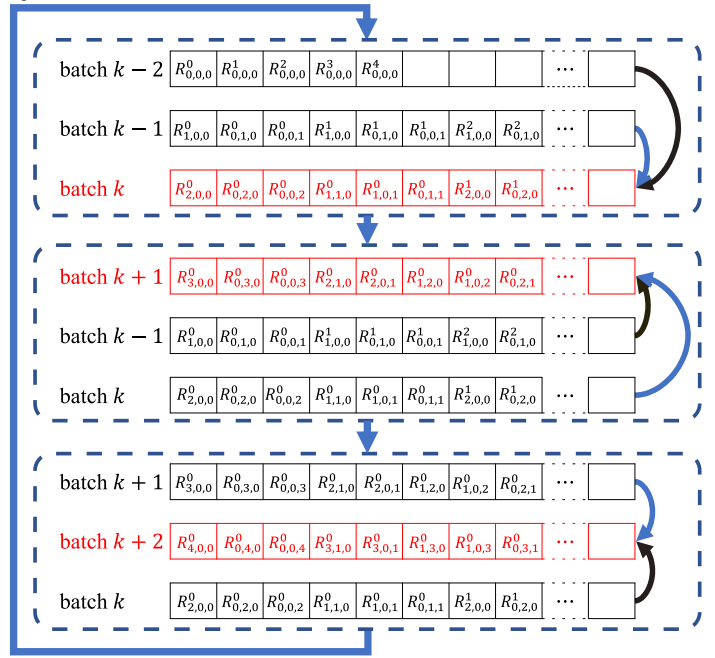 batch k − 2 R^0_{0,0,0} R^1_{0,0,0} R^2_{0,0,0} R^3_{0,0,0} R^4_{0,0,0} ⋯
batch k − 1 R^0_{1,0,0} R^0_{0,1,0} R^0_{0,0,1} R^1_{1,0,0} R^1_{0,1,0} R^1_{0,0,1} R^2_{1,0,0} R^2_{0,1,0} ⋯
batch k R^0_{2,0,0} R^0_{0,2,0} R^0_{0,0,2} R^0_{1,1,0} R^0_{1,0,1} R^0_{0,1,1} R^1_{2,0,0} R^1_{0,2,0} ⋯
batch k + 1 R^0_{3,0,0} R^0_{0,3,0} R^0_{0,0,3} R^0_{2,1,0} R^0_{2,0,1} R^0_{1,2,0} R^0_{1,0,2} R^0_{0,2,1} ⋯
batch k − 1 R^0_{1,0,0} R^0_{0,1,0} R^0_{0,0,1} R^1_{1,0,0} R^1_{0,1,0} R^1_{0,0,1} R^2_{1,0,0} R^2_{0,1,0} ⋯
batch k R^0_{2,0,0} R^0_{0,2,0} R^0_{0,0,2} R^0_{1,1,0} R^0_{1,0,1} R^0_{0,1,1} R^1_{2,0,0} R^1_{0,2,0} ⋯
batch k + 1 R^0_{3,0,0} R^0_{0,3,0} R^0_{0,0,3} R^0_{2,1,0} R^0_{2,0,1} R^0_{1,2,0} R^0_{1,0,2} R^0_{0,2,1} ⋯
batch k + 2 R^0_{4,0,0} R^0_{0,4,0} R^0_{0,0,4} R^0_{3,1,0} R^0_{3,0,1} R^0_{1,3,0} R^0_{1,0,3} R^0_{0,3,1} ⋯
batch k R^0_{2,0,0} R^0_{0,2,0} R^0_{0,0,2} R^0_{1,1,0} R^0_{1,0,1} R^0_{0,1,1} R^1_{2,0,0} R^1_{0,2,0} ⋯